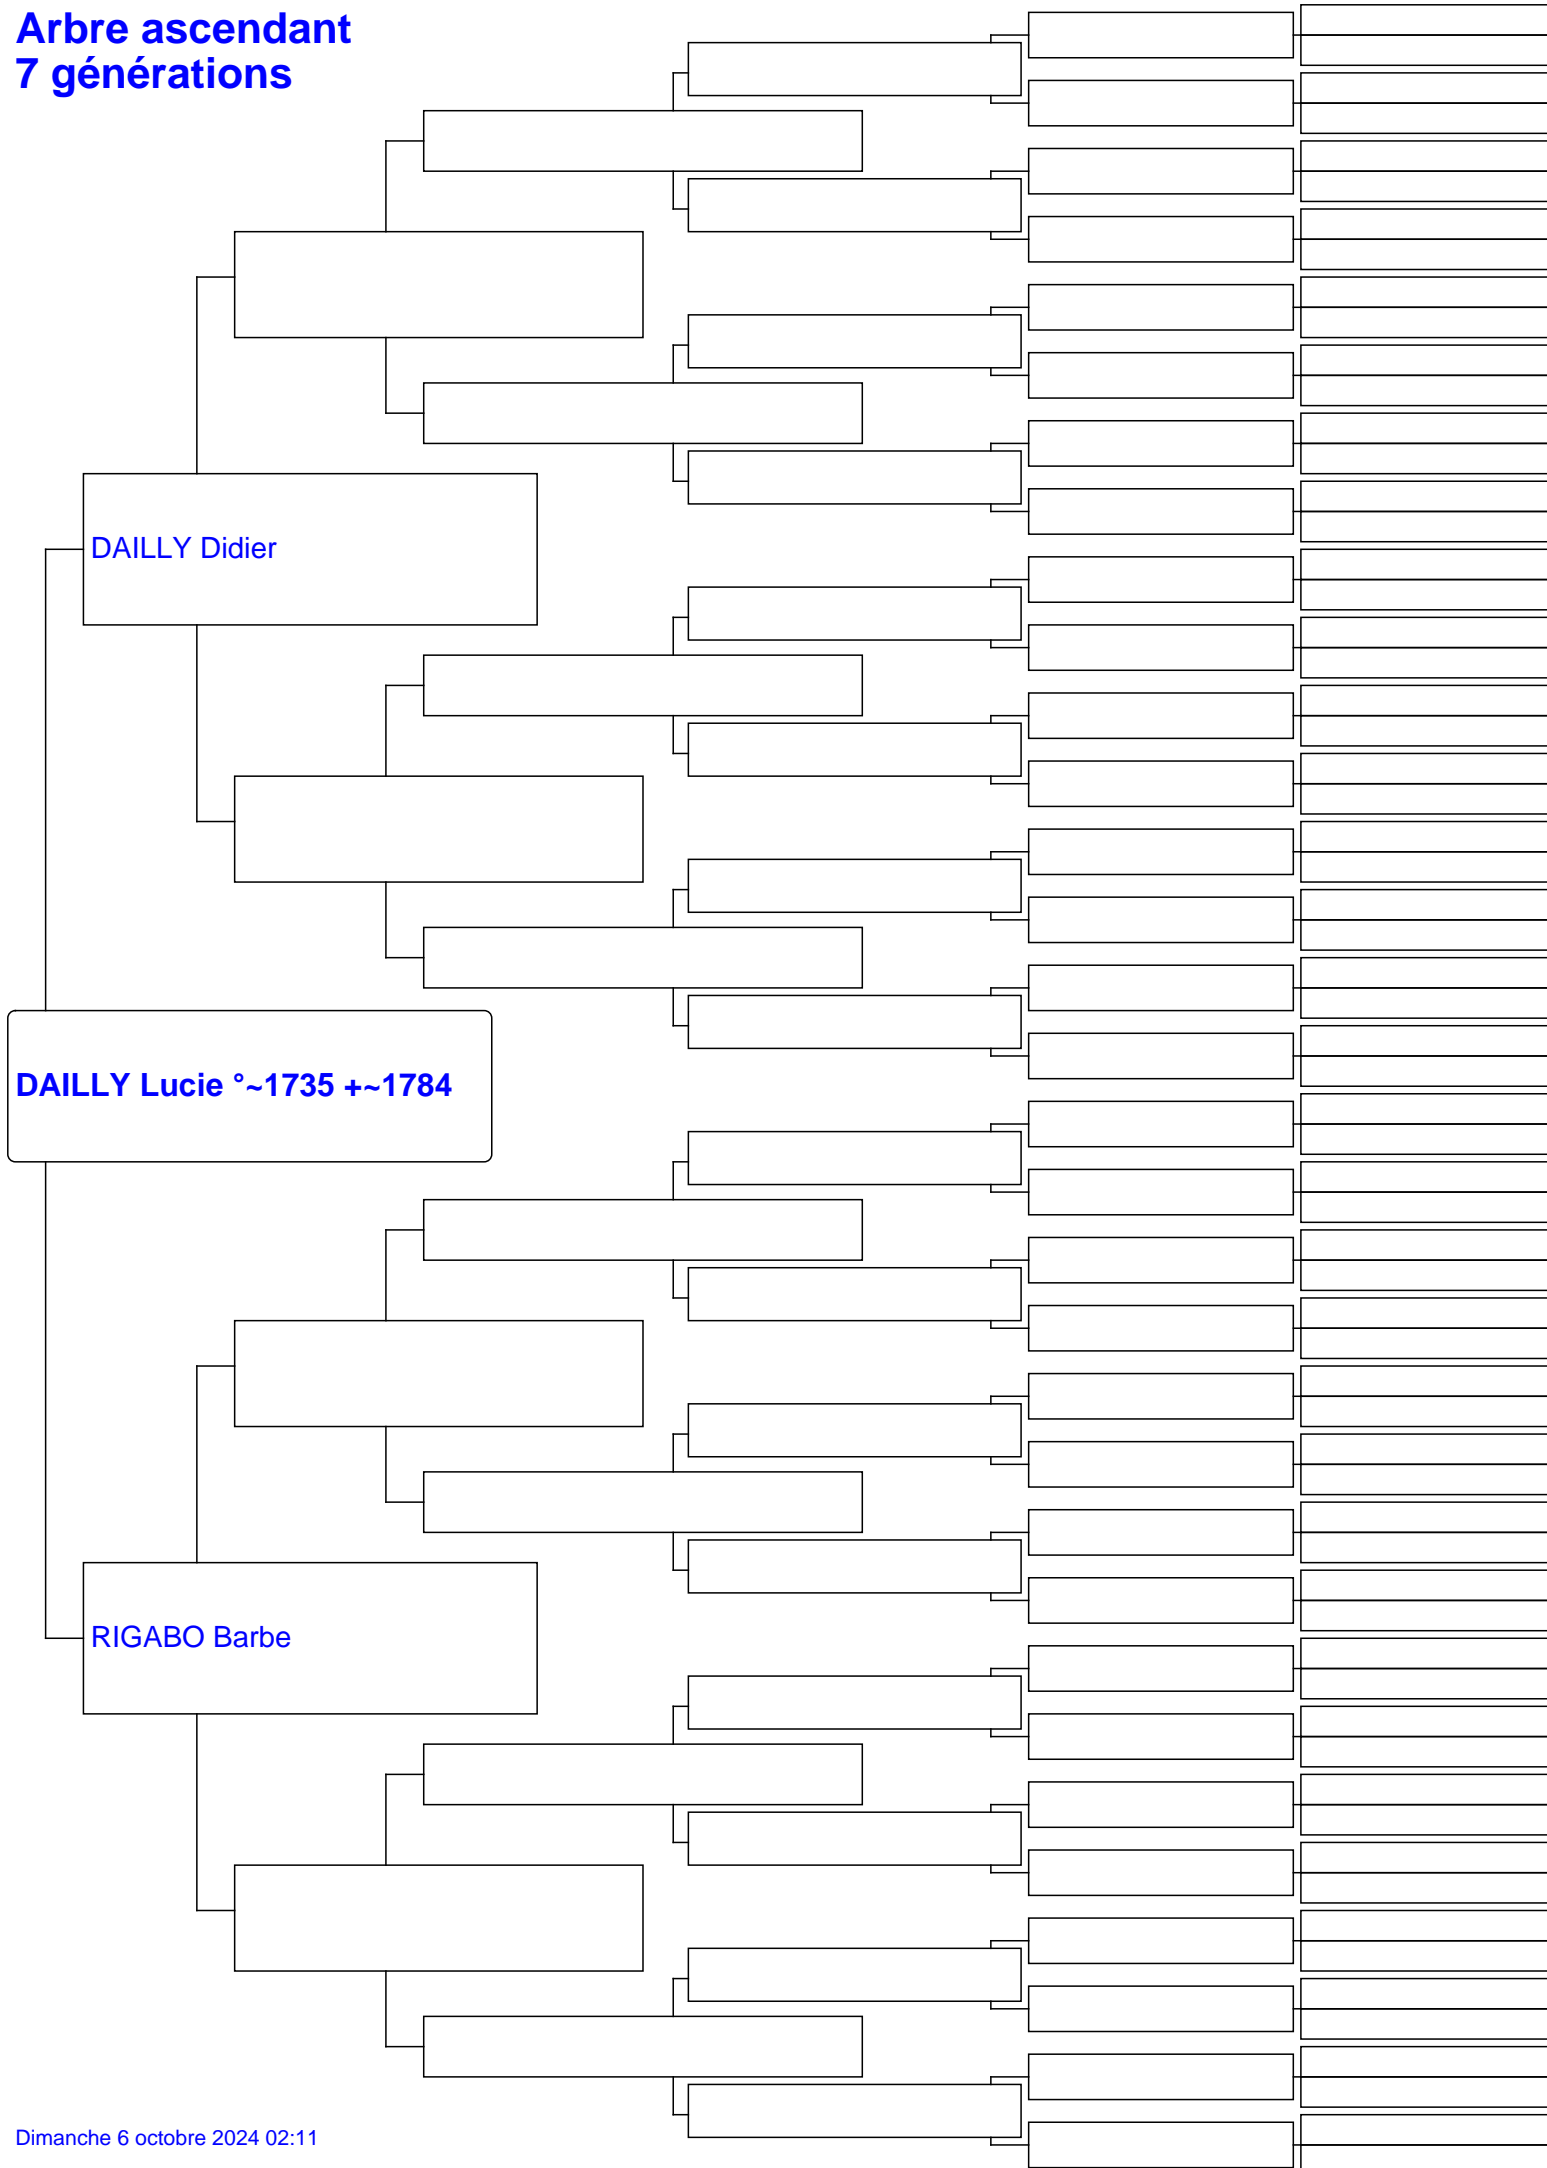 Arbre ascendant
7 générations
DAILLY Didier
DAILLY Lucie °~1735 +~1784
RIGABO Barbe
Dimanche 6 octobre 2024 02:11